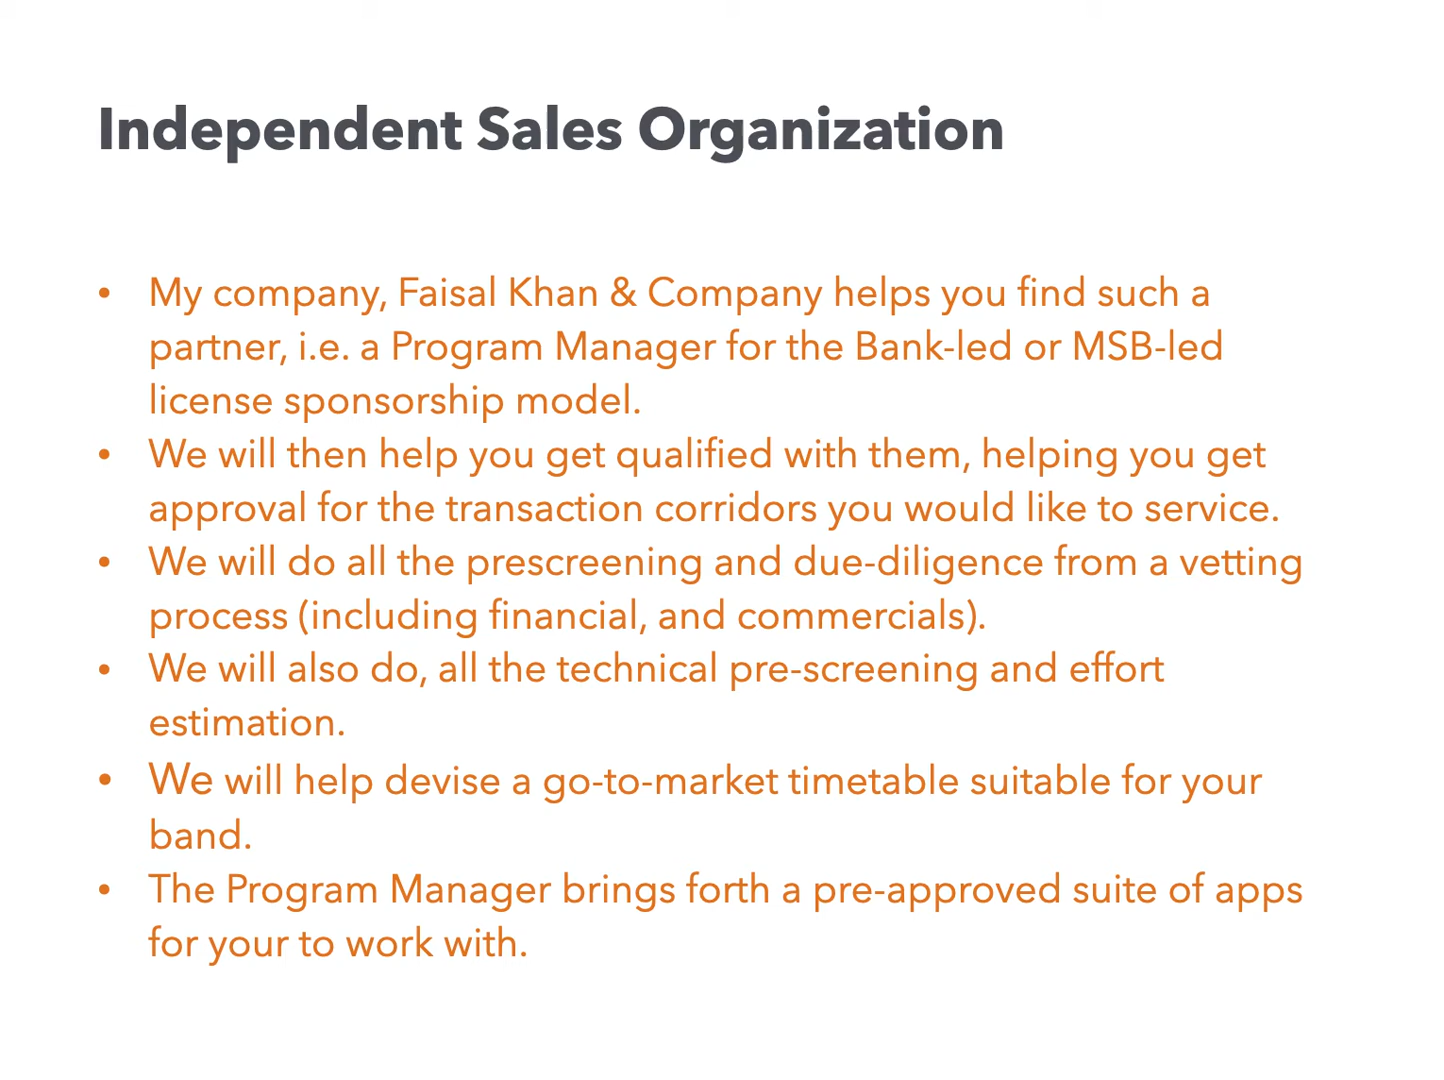 Independent Sales Organization
• My company, Faisal Khan & Company helps you find such a
partner, i.e. a Program Manager for the Bank-led or MSB-led
license sponsorship model.
• We will then help you get qualified with them, helping you get
approval for the transaction corridors you would like to service.
• We will do all the prescreening and due-diligence from a vetting
process (including financial, and commercials).
• We will also do, all the technical pre-screening and effort
estimation.
• We will help devise a go-to-market timetable suitable for your
band.
• The Program Manager brings forth a pre-approved suite of apps
for your to work with.